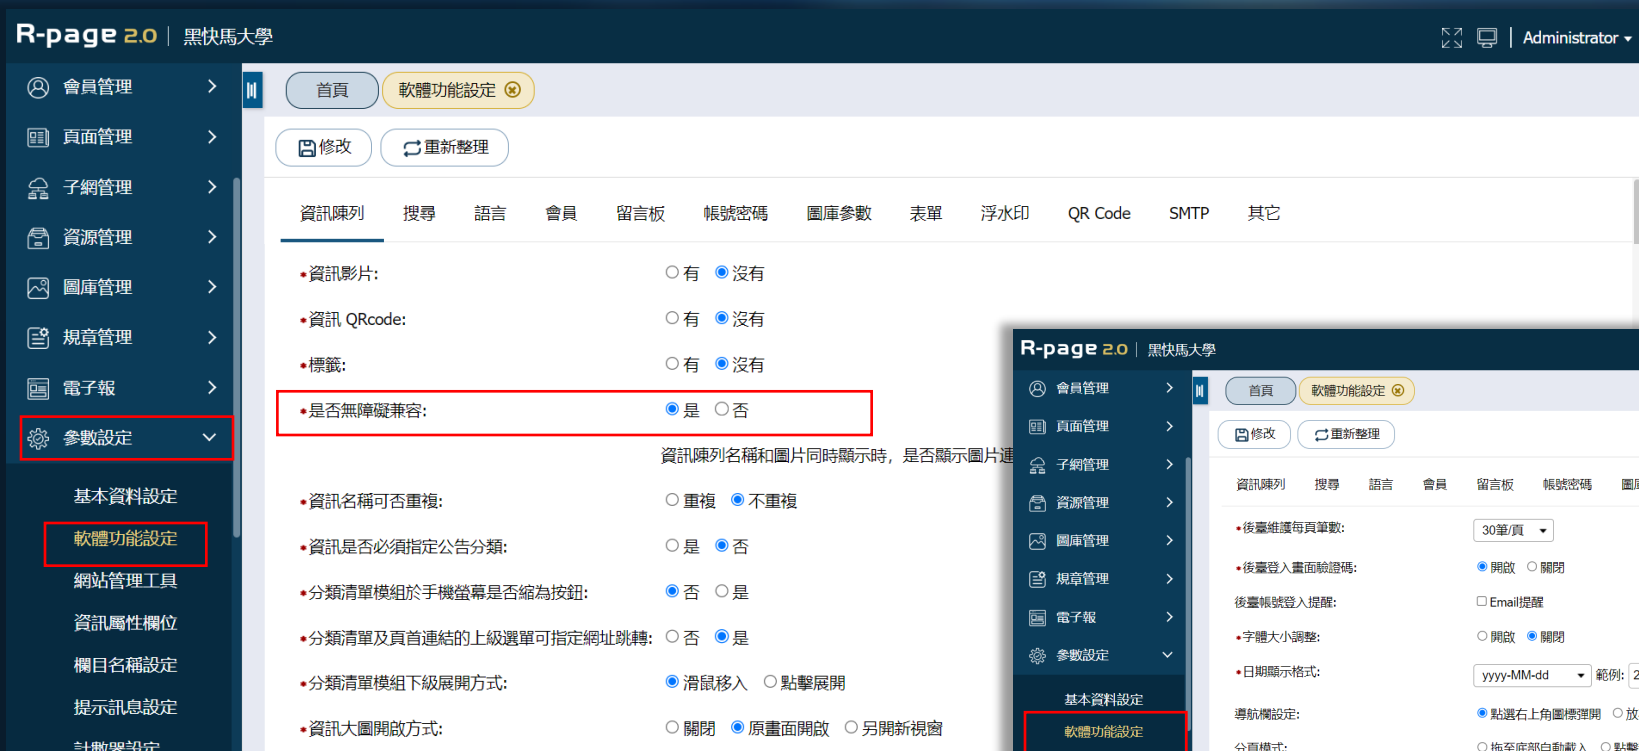 R-page 2.0 | 黑快馬大學
Administrator
會員管理
頁面管理
子網管理
資源管理
圖庫管理
規章管理
電子報
參數設定
基本資料設定
軟體功能設定
網站管理工具
資訊屬性欄位
欄目名稱設定
提示訊息設定
計數器設定
首頁 軟體功能設定
修改 重新整理
資訊陳列 搜尋 語言 會員 留言板 帳號密碼 圖庫參數 表單 浮水印 QR Code SMTP 其它
*資訊影片: 有 沒有
*資訊 QRcode: 有 沒有
*標籤: 有 沒有
*是否無障礙兼容: 是 否
資訊陳列名稱和圖片同時顯示時，是否顯示圖片連
*資訊名稱可否重複: 重複 不重複
*資訊是否必須指定公告分類: 是 否
*分類清單模組於手機螢幕是否縮為按鈕: 否 是
*分類清單及頁首連結的上級選單可指定網址跳轉: 否 是
*分類清單模組下級展開方式: 滑鼠移入 點擊展開
*資訊大圖開啟方式: 關閉 原畫面開啟 另開新視窗
R-page 2.0 | 黑快馬大學
會員管理
頁面管理
子網管理
資源管理
圖庫管理
規章管理
電子報
參數設定
基本資料設定
軟體功能設定
首頁 軟體功能設定
修改 重新整理
資訊陳列 搜尋 語言 會員 留言板 帳號密碼 圖
*後臺維護每頁筆數: 30筆/頁
*後臺登入畫面驗證碼: 開啟 關閉
後臺帳號登入提醒: Email提醒
*字體大小調整: 開啟 關閉
*日期顯示格式: yyyy-MM-dd 範例: 2
導航欄設定: 點選右上角圖標彈開 放
分頁模式: 拖至底部自動載入 點擊